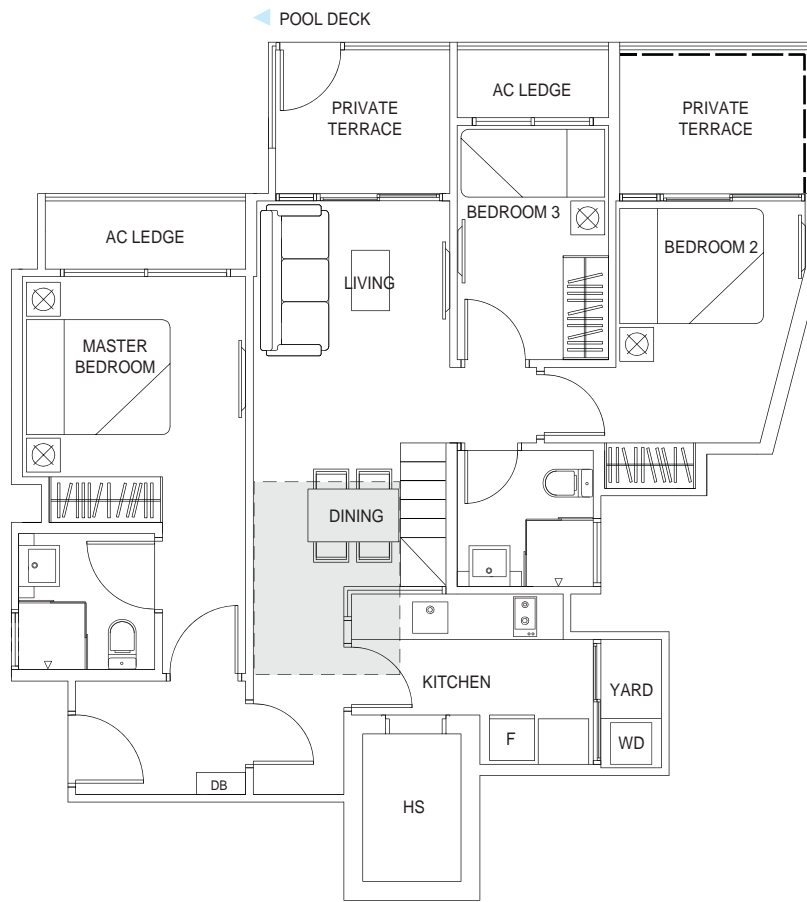 POOL DECK
AC LEDGE
PRIVATE
TERRACE
PRIVATE
TERRACE
BEDROOM 3
AC LEDGE
BEDROOM 2
LIVING
MASTER
BEDROOM
DINING
KITCHEN
YARD
F
WD
DB
HS